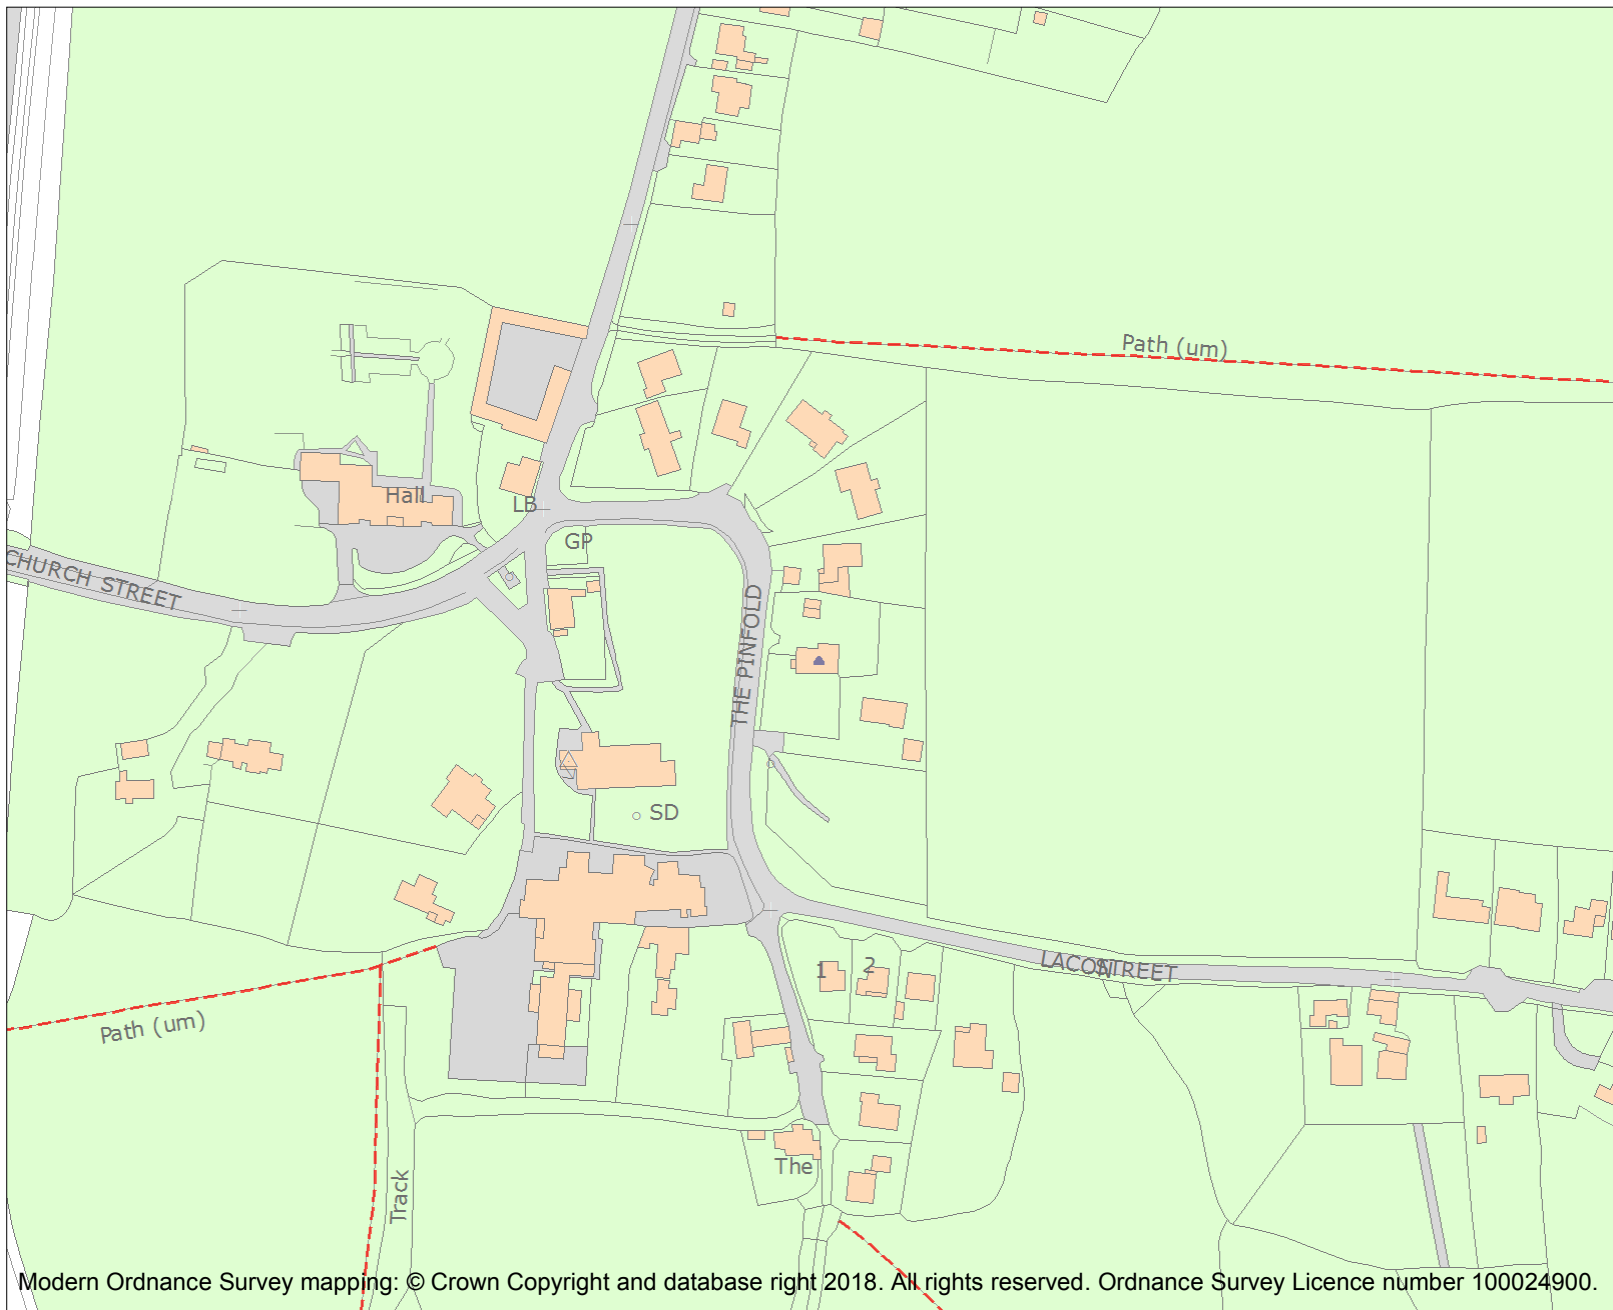 Path (um)
Hall
LB
GP
CHURCH STREET
THE PINFOLD
SD
1
2
LACON STREET
Path (um)
The
Track
Modern Ordnance Survey mapping: © Crown Copyright and database right 2018. All rights reserved. Ordnance Survey Licence number 100024900.